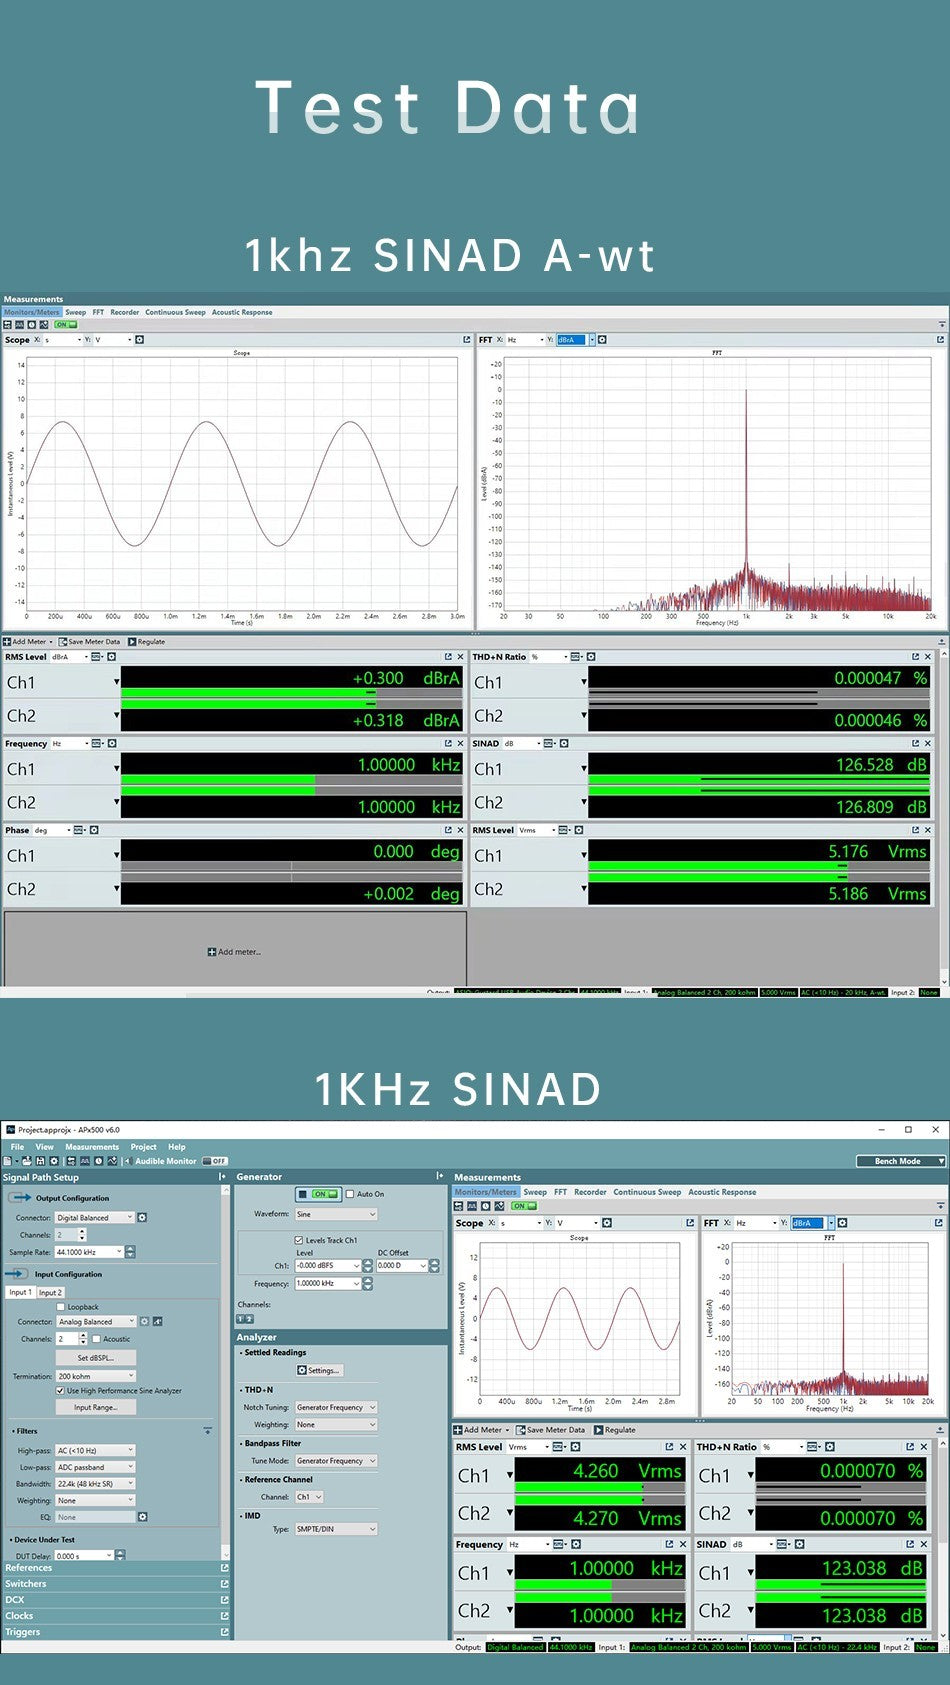 Test Data
1khz SINAD A-wt
Measurements
Monitors/Meters Sweep FFT Recorder Continuous Sweep Acoustic Response
ON
Scope X: s Y: V
FFT X: Hz Y: dBrA
Scope
FFT
14
12
10
8
6
4
2
0
-2
-4
-6
-8
-10
-12
-14
Instantaneous Level (V)
0 200u 400u 600u 800u 1.0m 1.2m 1.4m 1.6m 1.8m 2.0m 2.2m 2.4m 2.6m 2.8m 3.0m
Time (s)
+20
+10
0
-10
-20
-30
-40
-50
-60
-70
-80
-90
-100
-110
-120
-130
-140
-150
-160
-170
Level (dBrA)
20 30 50 100 200 300 500 1k 2k 3k 5k 10k 20k
Frequency (Hz)
Add Meter Save Meter Data Regulate
RMS Level dBrA
Ch1 +0.300 dBrA
Ch2 +0.318 dBrA
THD+N Ratio %
Ch1 0.000047 %
Ch2 0.000046 %
Frequency Hz
Ch1 1.00000 kHz
Ch2 1.00000 kHz
SINAD dB
Ch1 126.528 dB
Ch2 126.809 dB
Phase deg
Ch1 0.000 deg
Ch2 +0.002 deg
RMS Level Vrms
Ch1 5.176 Vrms
Ch2 5.186 Vrms
Add meter...
Output: 44.1000 kHz Input 1: Analog Balanced 2 Ch, 200 kohm 5.000 Vrms AC (<10 Hz) - 20 kHz, A-wt. Input 2: None
1KHz SINAD
Project.approjx - APx500 v6.0
File View Measurements Project Help
Audible Monitor OFF
Bench Mode
Signal Path Setup
Output Configuration
Connector: Digital Balanced
Channels: 2
Sample Rate: 44.1000 kHz
Input Configuration
Input 1 Input 2
Loopback
Connector: Analog Balanced
Channels: 2 Acoustic
Set dBSPL...
Termination: 200 kohm
Use High Performance Sine Analyzer
Input Range...
Filters
High-pass: AC (<10 Hz)
Low-pass: ADC passband
Bandwidth: 22.4k (48 kHz SR)
Weighting: None
EQ: None
Device Under Test
DUT Delay: 0.000 s
References
Switchers
DCX
Clocks
Triggers
Generator
ON Auto On
Waveform: Sine
Levels Track Ch1
Level DC Offset
Ch1: -0.000 dBFS 0.000 D
Frequency: 1.00000 kHz
Channels:
1 2
Analyzer
Settled Readings
Settings...
THD+N
Notch Tuning: Generator Frequency
Weighting: None
Bandpass Filter
Tune Mode: Generator Frequency
Reference Channel
Channel: Ch1
IMD
Type: SMPTE/DIN
Measurements
Monitors/Meters Sweep FFT Recorder Continuous Sweep Acoustic Response
ON
Scope X: s Y: V
FFT X: Hz Y: dBrA
Scope
FFT
12
8
4
0
-4
-8
-12
Instantaneous Level (V)
0 400u 800u 1.2m 1.6m 2.0m 2.8m
Time (s)
+20
0
-20
-40
-60
-80
-100
-120
-140
-170
Level (dBrA)
20 50 100 200 500 1k 2k 5k 10k 20k
Frequency (Hz)
Add Meter Save Meter Data Regulate
RMS Level Vrms
Ch1 4.260 Vrms
Ch2 4.270 Vrms
THD+N Ratio %
Ch1 0.000070 %
Ch2 0.000070 %
Frequency Hz
Ch1 1.00000 kHz
Ch2 1.00000 kHz
SINAD dB
Ch1 123.038 dB
Ch2 123.038 dB
Output: Digital Balanced 44.1000 kHz Input 1: Analog Balanced 2 Ch, 200 kohm 5.000 Vrms AC (<10 Hz) - 22.4 kHz Input 2: None